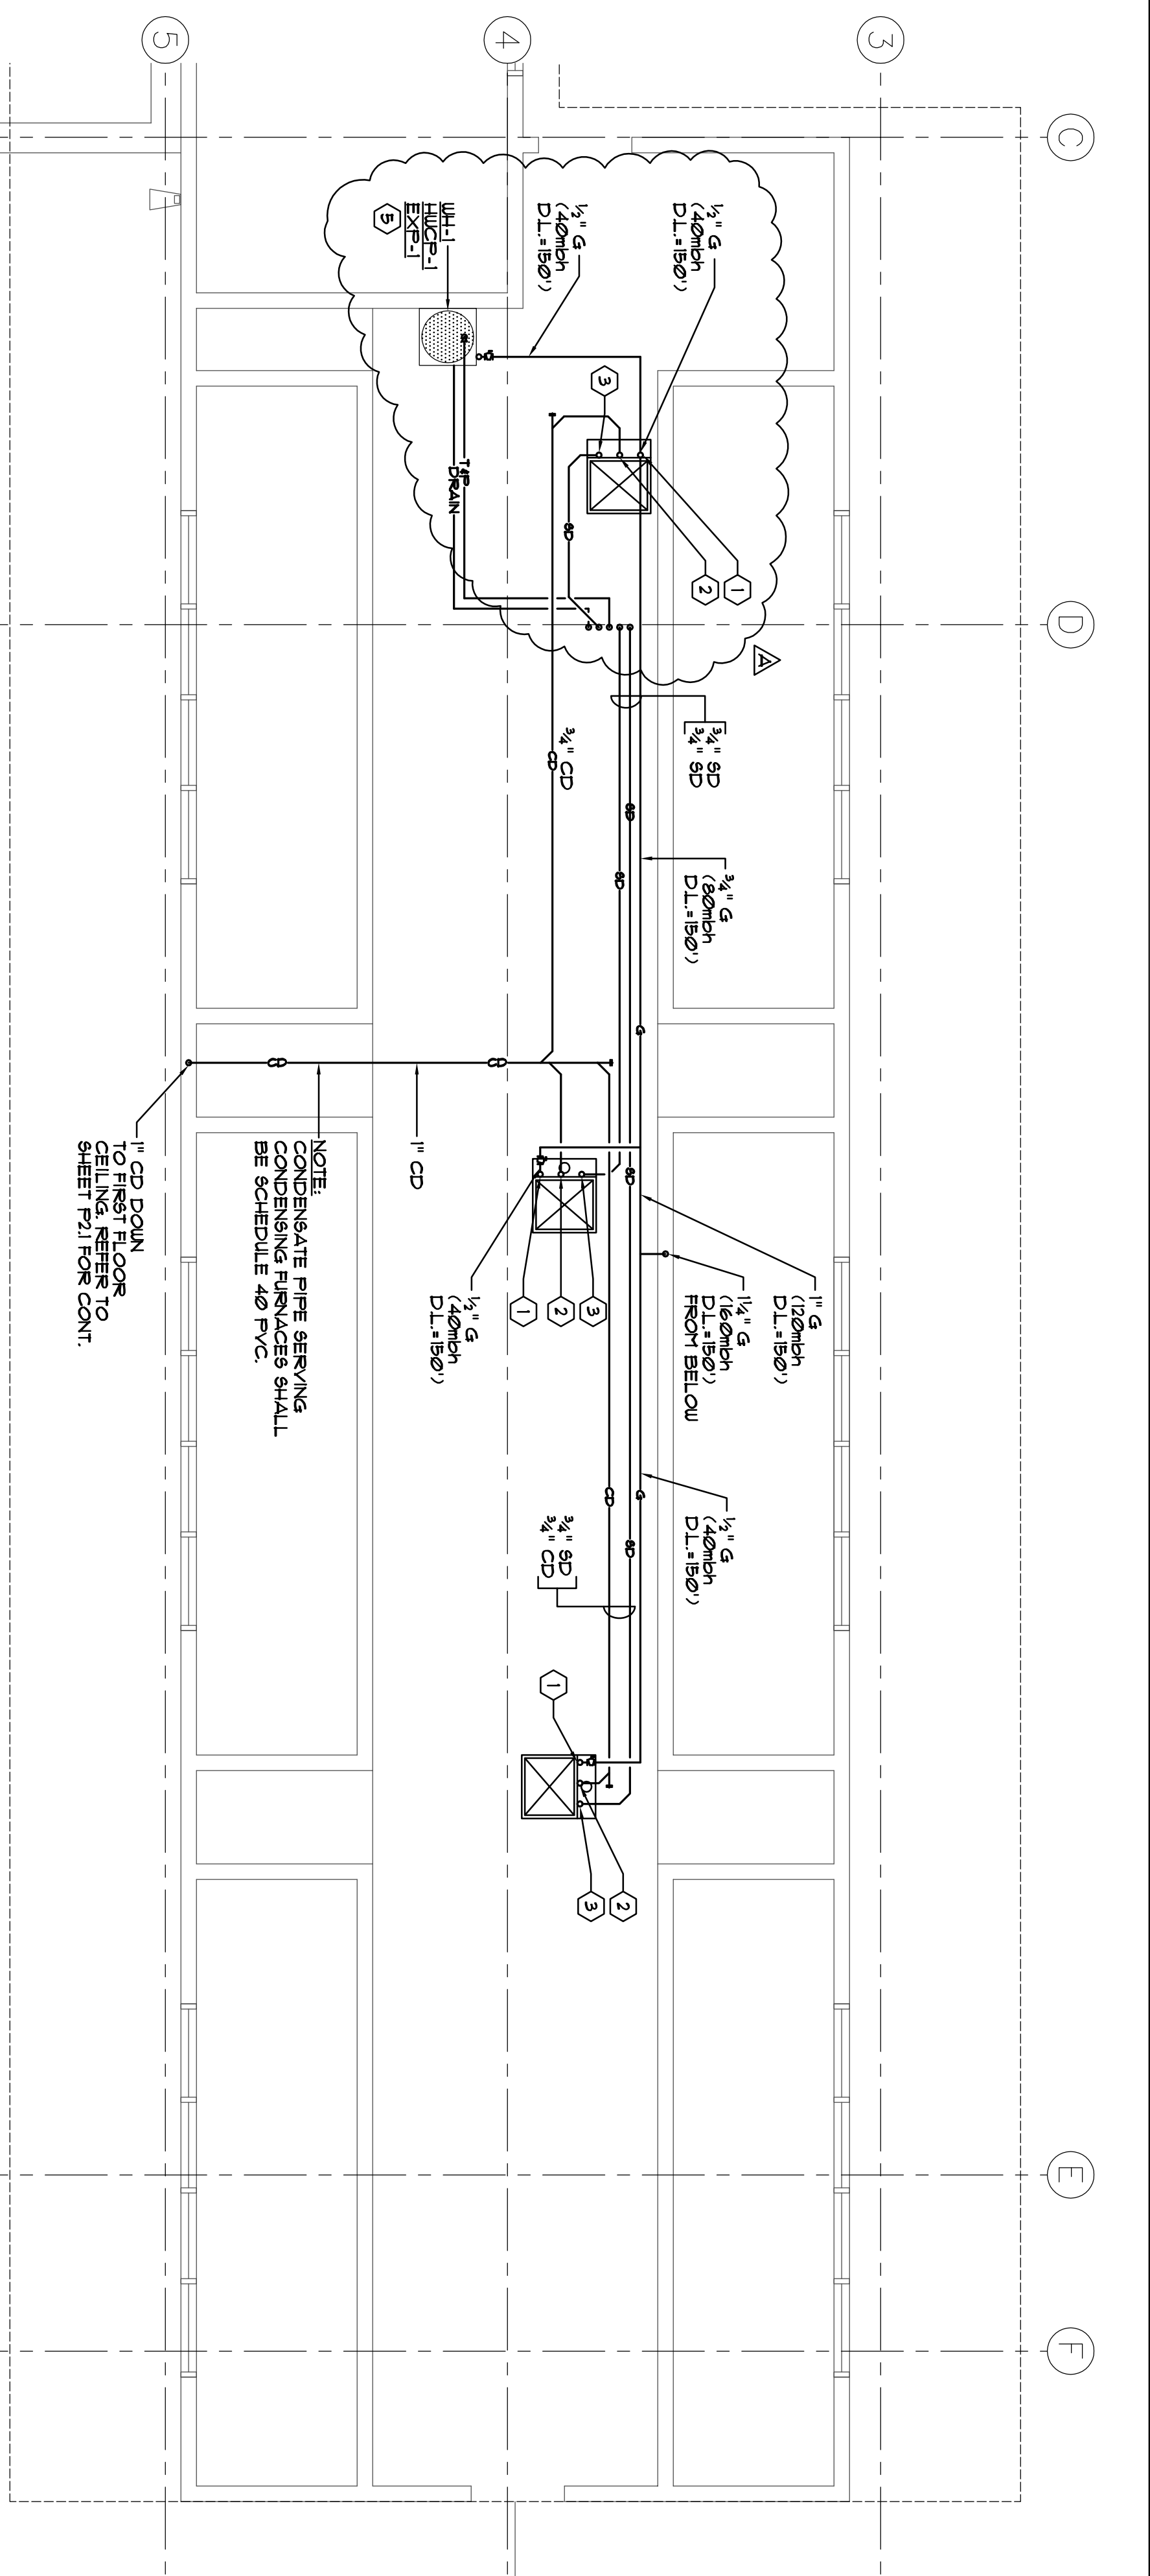 C
D
E
F
3
4
5
½" G
(40mbh
D.L.=150')
½" G
(40mbh
D.L.=150')
WH-1
HWCP-1
EXP-1
5
3
1
2
A
SD
T&P
DRAIN
¾" SD
¾" SD
¾" CD
CD
SD
SD
¾" G
(80mbh
D.L.=150')
G
CD
CD
SD
1" CD
NOTE:
CONDENSATE PIPE SERVING
CONDENSING FURNACES SHALL
BE SCHEDULE 40 PVC.
1" CD DOWN
TO FIRST FLOOR
CEILING. REFER TO
SHEET P2.1 FOR CONT.
1" G
(120mbh
D.L.=150')
1¼" G
(160mbh
D.L.=150')
FROM BELOW
3
2
1
½" G
(40mbh
D.L.=150')
½" G
(40mbh
D.L.=150')
G
CD
SD
¾" SD
¾" CD
1
2
3